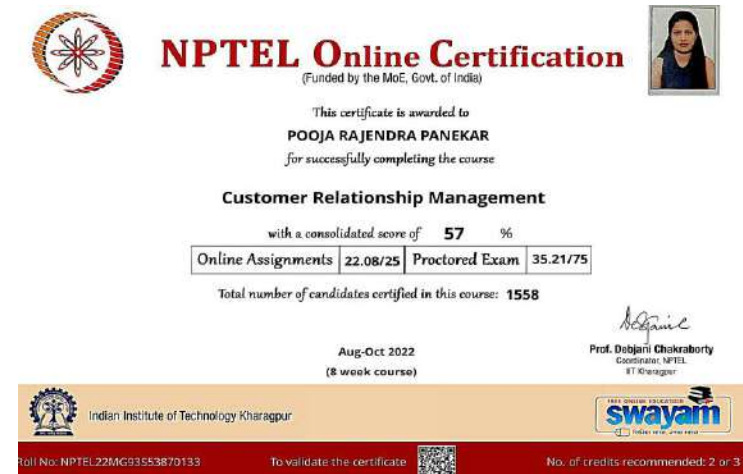 NPTEL Online Certification
(Funded by the MoE, Govt. of India)
This certificate is awarded to
POOJA RAJENDRA PANEKAR
for successfully completing the course
Customer Relationship Management
with a consolidated score of 57 %
Online Assignments 22.08/25 Proctored Exam 35.21/75
Total number of candidates certified in this course: 1558
Aug-Oct 2022
(8 week course)
Prof. Debjani Chakraborty
Coordinator, NPTEL
IIT Kharagpur
Indian Institute of Technology Kharagpur
FREE ONLINE EDUCATION
swayam
Roll No: NPTEL22MG93S53870133
To validate the certificate
No. of credits recommended: 2 or 3